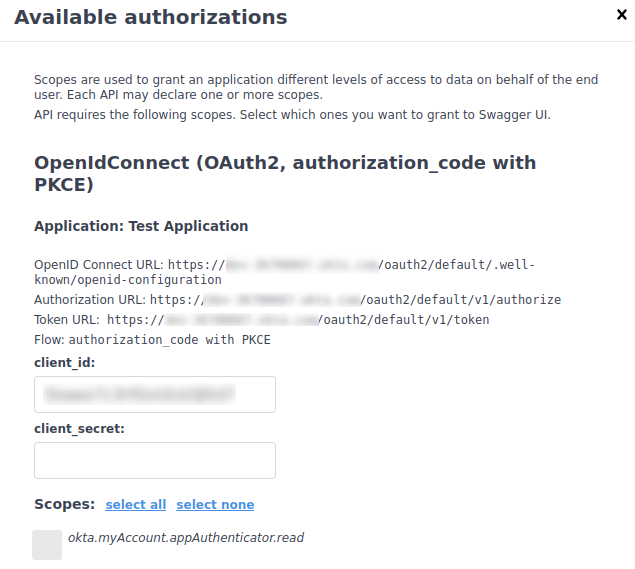 Available authorizations
Scopes are used to grant an application different levels of access to data on behalf of the end
user. Each API may declare one or more scopes.
API requires the following scopes. Select which ones you want to grant to Swagger UI.
OpenIdConnect (OAuth2, authorization_code with
PKCE)
Application: Test Application
OpenID Connect URL: https:// /oauth2/default/.well-
known/openid-configuration
Authorization URL: https:// /oauth2/default/v1/authorize
Token URL: https:// /oauth2/default/v1/token
Flow: authorization_code with PKCE
client_id:
client_secret:
Scopes: select all select none
okta.myAccount.appAuthenticator.read